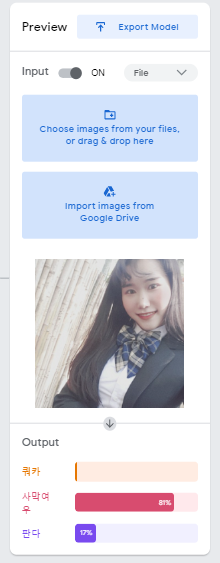 Preview
Export Model
Input
ON
File
Choose images from your files,
or drag & drop here
Import images from
Google Drive
Output
쿼카
사막여
우
81%
판다
17%